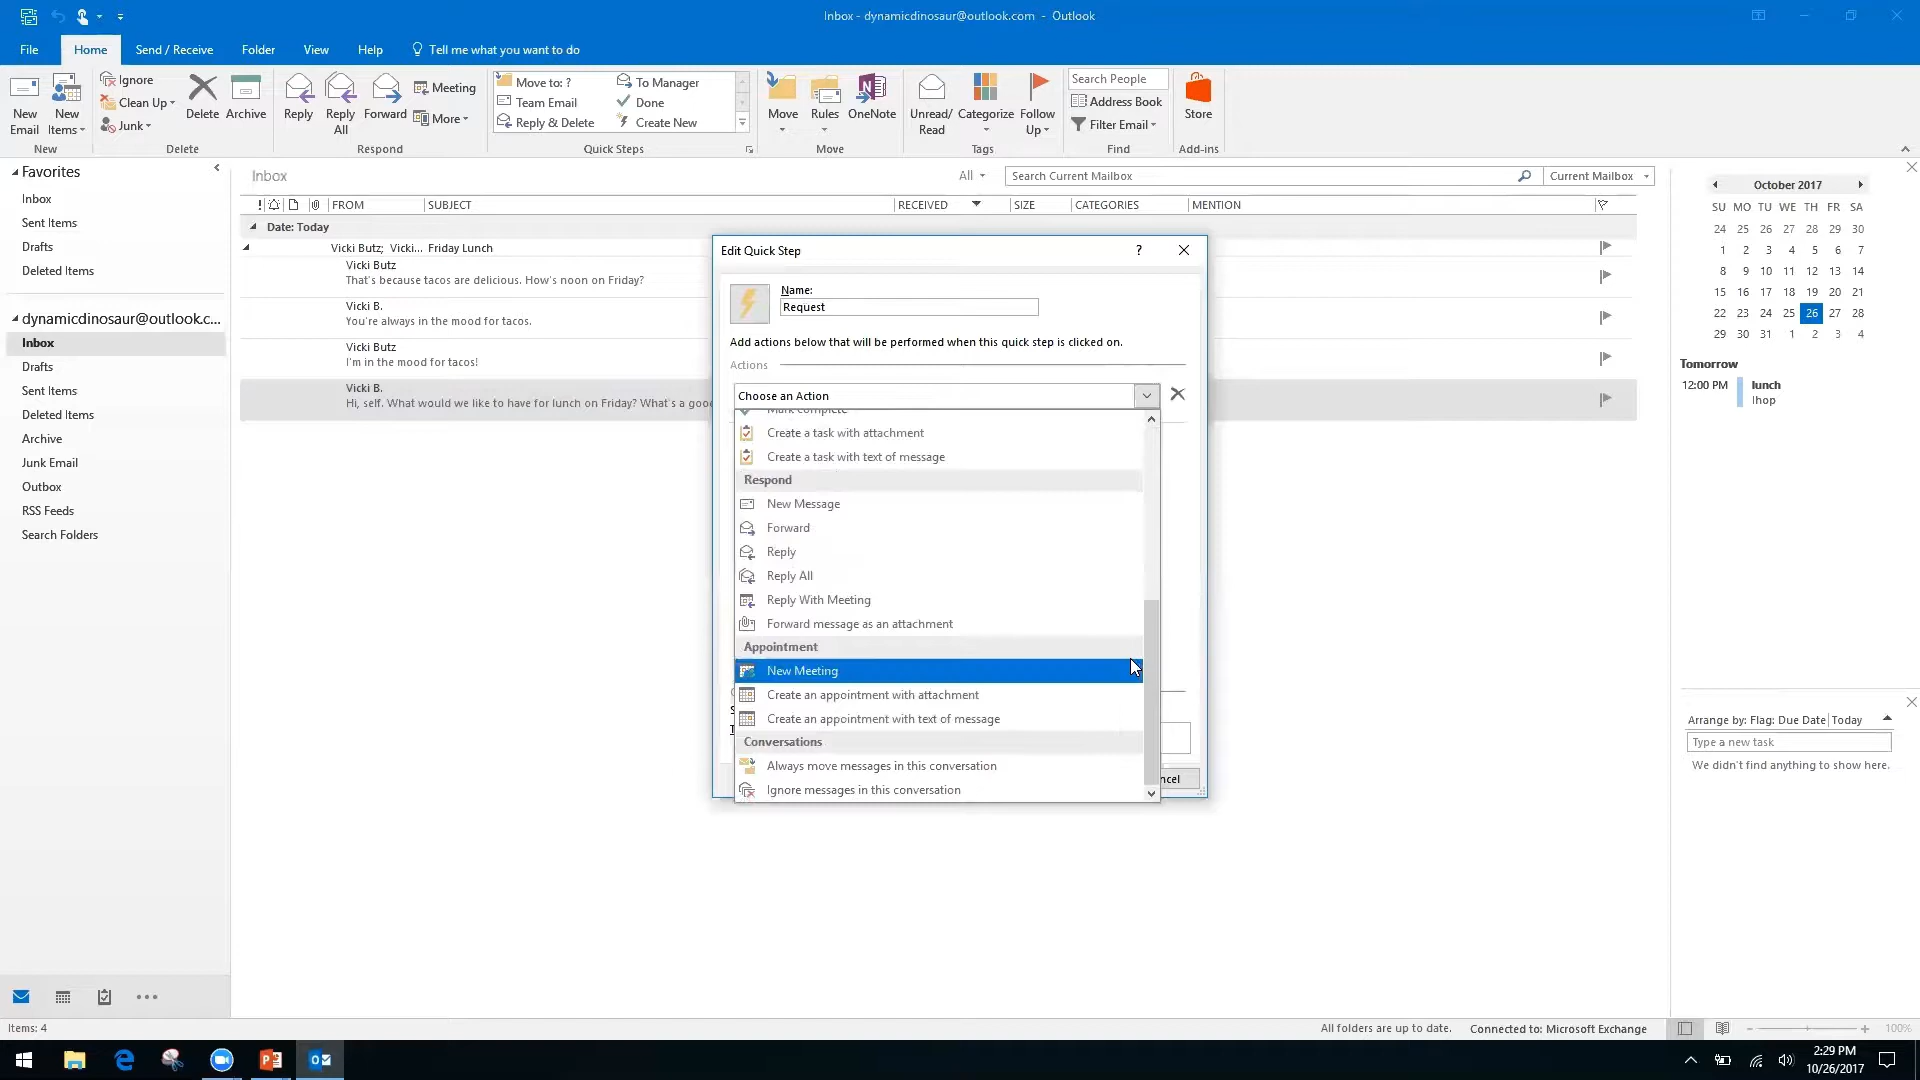 Inbox - dynamicdinosaur@outlook.com - Outlook
File Home Send / Receive Folder View Help Tell me what you want to do
New Email
New Items
Ignore
Clean Up
Junk
Delete
Archive
Reply
Reply All
Forward
Meeting
More
Move to: ?
Team Email
Reply & Delete
To Manager
Done
Create New
Move
Rules
OneNote
Unread/ Read
Categorize
Follow Up
Search People
Address Book
Filter Email
Store
New Delete Respond Quick Steps Move Tags Find Add-ins
Favorites
Inbox
Sent Items
Drafts
Deleted Items
dynamicdinosaur@outlook.c...
Inbox
Drafts
Sent Items
Deleted Items
Archive
Junk Email
Outbox
RSS Feeds
Search Folders
Inbox All Search Current Mailbox Current Mailbox
! FROM SUBJECT RECEIVED SIZE CATEGORIES MENTION
Date: Today
Vicki Butz; Vicki... Friday Lunch
Vicki Butz
That's because tacos are delicious. How's noon on Friday?
Vicki B.
You're always in the mood for tacos.
Vicki Butz
I'm in the mood for tacos!
Vicki B.
Hi, self. What would we like to have for lunch on Friday? What's a goo
Edit Quick Step ?
Name:
Request
Add actions below that will be performed when this quick step is clicked on.
Actions
Choose an Action
Mark complete
Create a task with attachment
Create a task with text of message
Respond
New Message
Forward
Reply
Reply All
Reply With Meeting
Forward message as an attachment
Appointment
New Meeting
Create an appointment with attachment
Create an appointment with text of message
Conversations
Always move messages in this conversation
Ignore messages in this conversation
ncel
October 2017
SU MO TU WE TH FR SA
24 25 26 27 28 29 30
1 2 3 4 5 6 7
8 9 10 11 12 13 14
15 16 17 18 19 20 21
22 23 24 25 26 27 28
29 30 31 1 2 3 4
Tomorrow
12:00 PM lunch
Ihop
Arrange by: Flag: Due Date Today
Type a new task
We didn't find anything to show here.
Items: 4 All folders are up to date. Connected to: Microsoft Exchange 100%
2:29 PM
10/26/2017